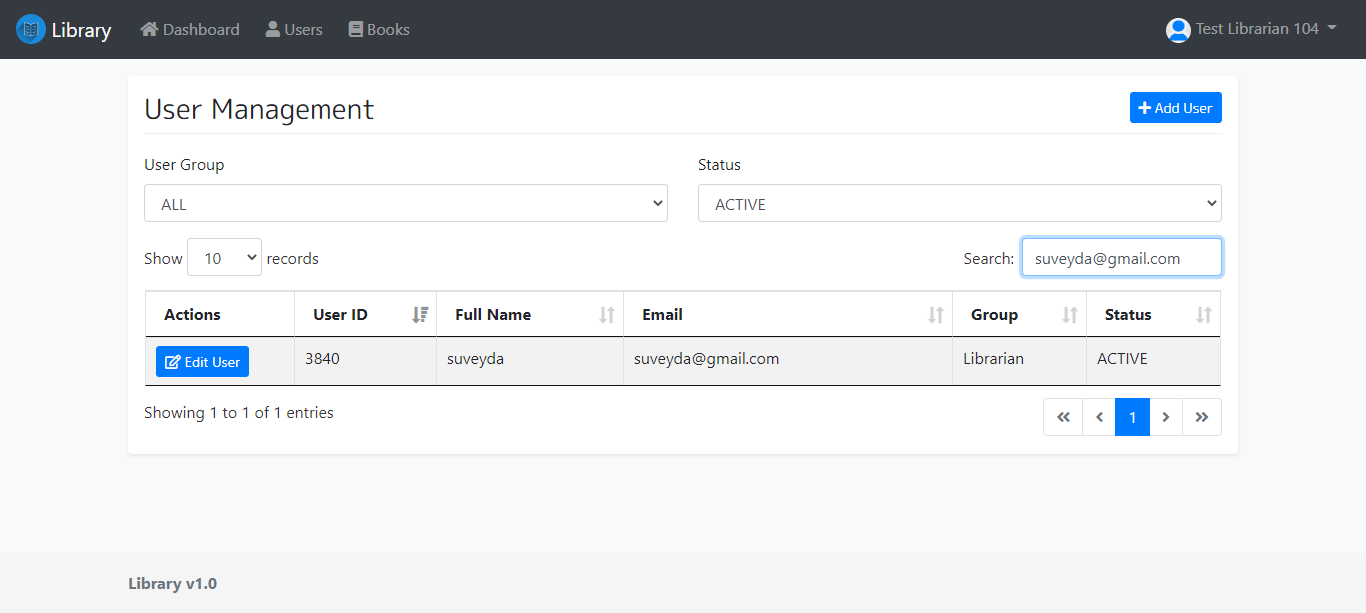 Library Dashboard Users Books Test Librarian 104
User Management Add User
User Group Status
ALL ACTIVE
Show 10 records Search: suveyda@gmail.com
Actions User ID Full Name Email Group Status
Edit User 3840 suveyda suveyda@gmail.com Librarian ACTIVE
Showing 1 to 1 of 1 entries « ‹ 1 › »
Library v1.0